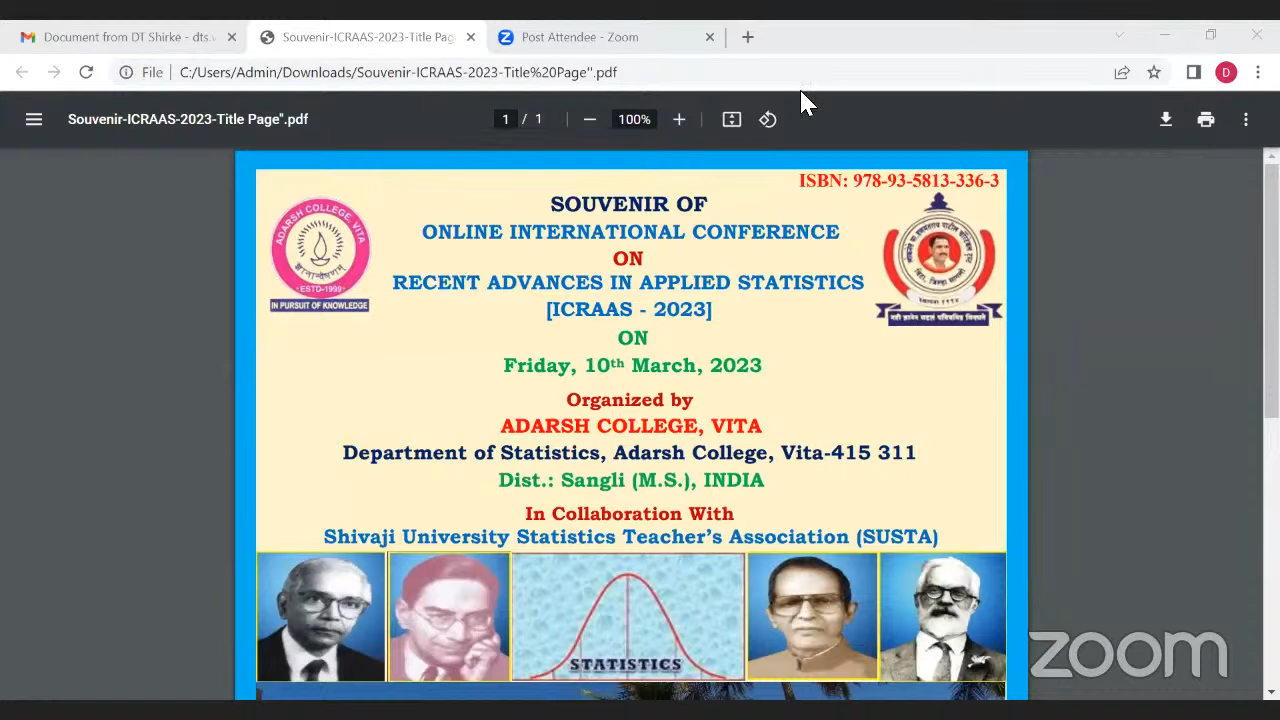 Document from DT Shirke - dts.
Souvenir-ICRAAS-2023-Title Pag
Post Attendee - Zoom
File
C:/Users/Admin/Downloads/Souvenir-ICRAAS-2023-Title%20Page".pdf
D
Souvenir-ICRAAS-2023-Title Page".pdf
1 / 1
100%
ISBN: 978-93-5813-336-3
SOUVENIR OF
ONLINE INTERNATIONAL CONFERENCE
ON
RECENT ADVANCES IN APPLIED STATISTICS
[ICRAAS - 2023]
ON
Friday, 10th March, 2023
ADARSH COLLEGE, VITA
ज्ञानान्वेषणम्
ESTD-1999
IN PURSUIT OF KNOWLEDGE
Organized by
ADARSH COLLEGE, VITA
Department of Statistics, Adarsh College, Vita-415 311
Dist.: Sangli (M.S.), INDIA
In Collaboration With
Shivaji University Statistics Teacher's Association (SUSTA)
STATISTICS
zoom